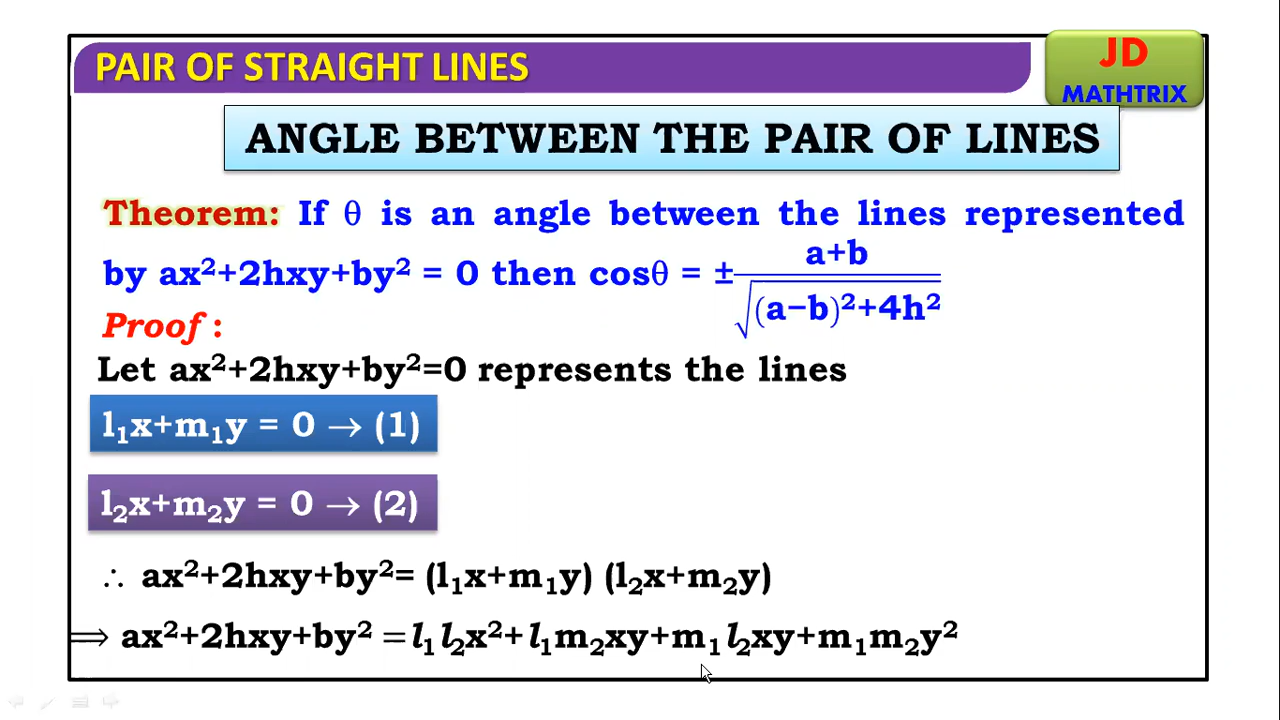 PAIR OF STRAIGHT LINES
JD
MATHTRIX
ANGLE BETWEEN THE PAIR OF LINES
Theorem: If θ is an angle between the lines represented
by ax²+2hxy+by² = 0 then cosθ = ± a+b / √(a−b)²+4h²
Proof :
Let ax²+2hxy+by²=0 represents the lines
l₁x+m₁y = 0 → (1)
l₂x+m₂y = 0 → (2)
∴ ax²+2hxy+by²= (l₁x+m₁y) (l₂x+m₂y)
⟹ ax²+2hxy+by² = l₁l₂x²+l₁m₂xy+m₁l₂xy+m₁m₂y²